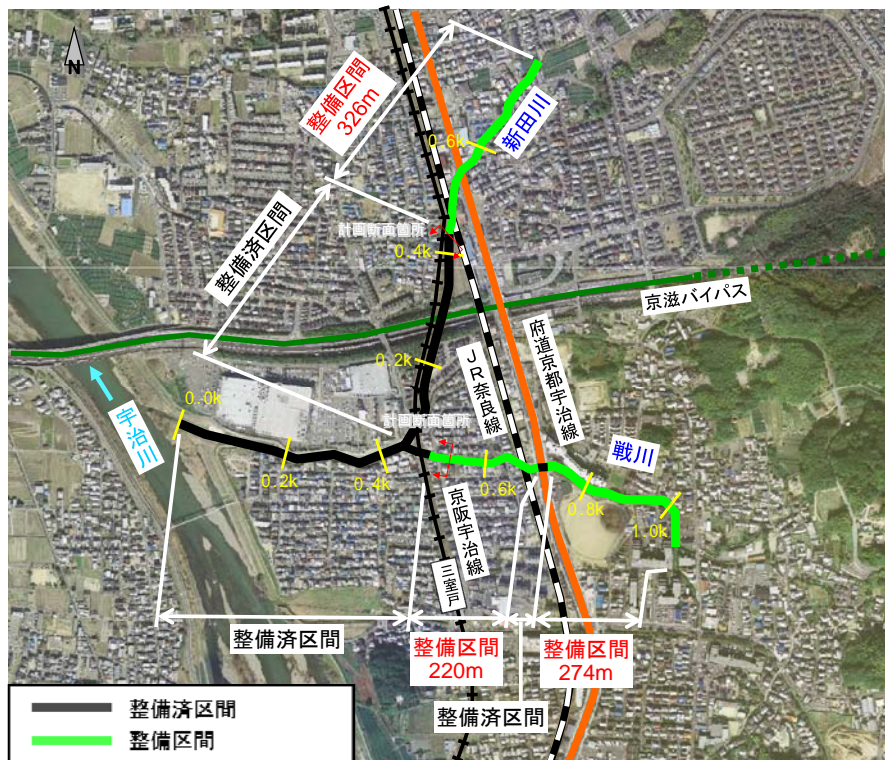 N
整備区間
326m
新田川
0.6k
整備済区間
計画断面箇所
0.4k
京滋バイパス
0.2k
JR奈良線
府道京都宇治線
0.0k
宇治川
計画断面箇所
戦川
0.2k
0.4k
0.6k
0.8k
1.0k
京阪宇治線
三室戸
整備済区間
整備区間
220m
整備区間
274m
整備済区間
整備済区間
整備区間